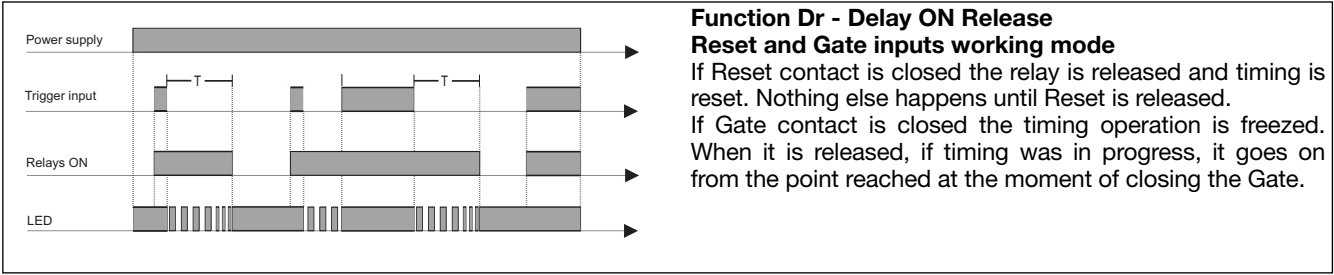 Power supply
T
T
Trigger input
Relays ON
LED
Function Dr - Delay ON Release
Reset and Gate inputs working mode
If Reset contact is closed the relay is released and timing is
reset. Nothing else happens until Reset is released.
If Gate contact is closed the timing operation is freezed.
When it is released, if timing was in progress, it goes on
from the point reached at the moment of closing the Gate.